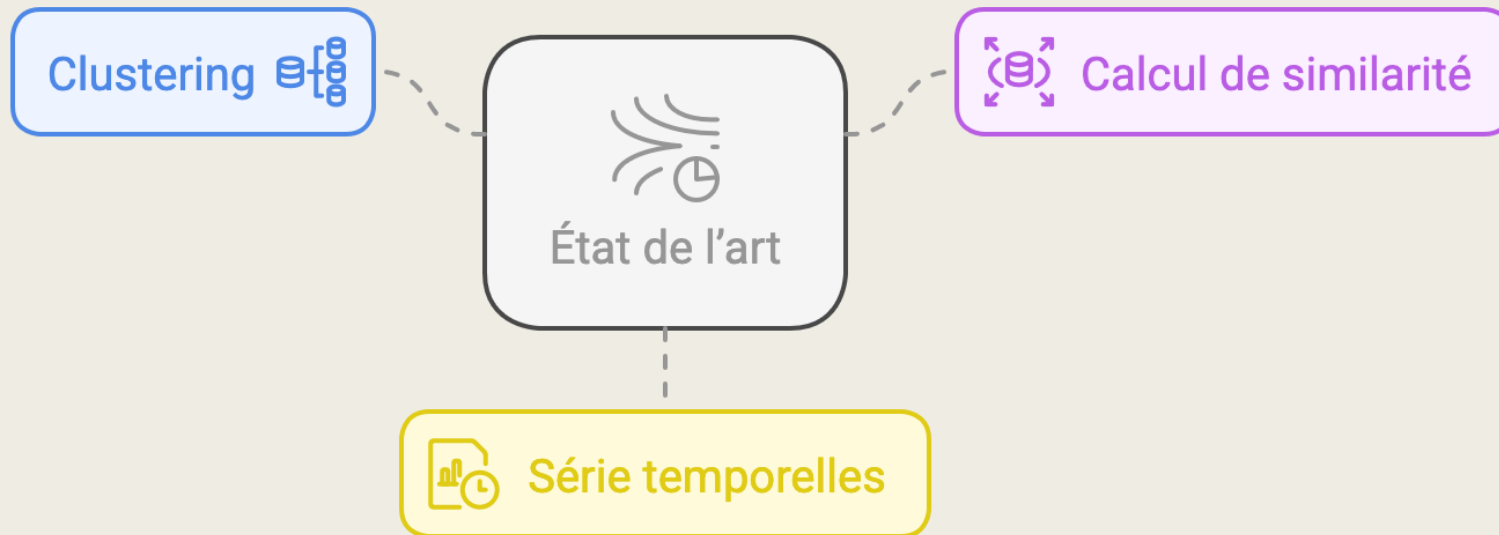 Clustering
Calcul de similarité
État de l’art
Série temporelles